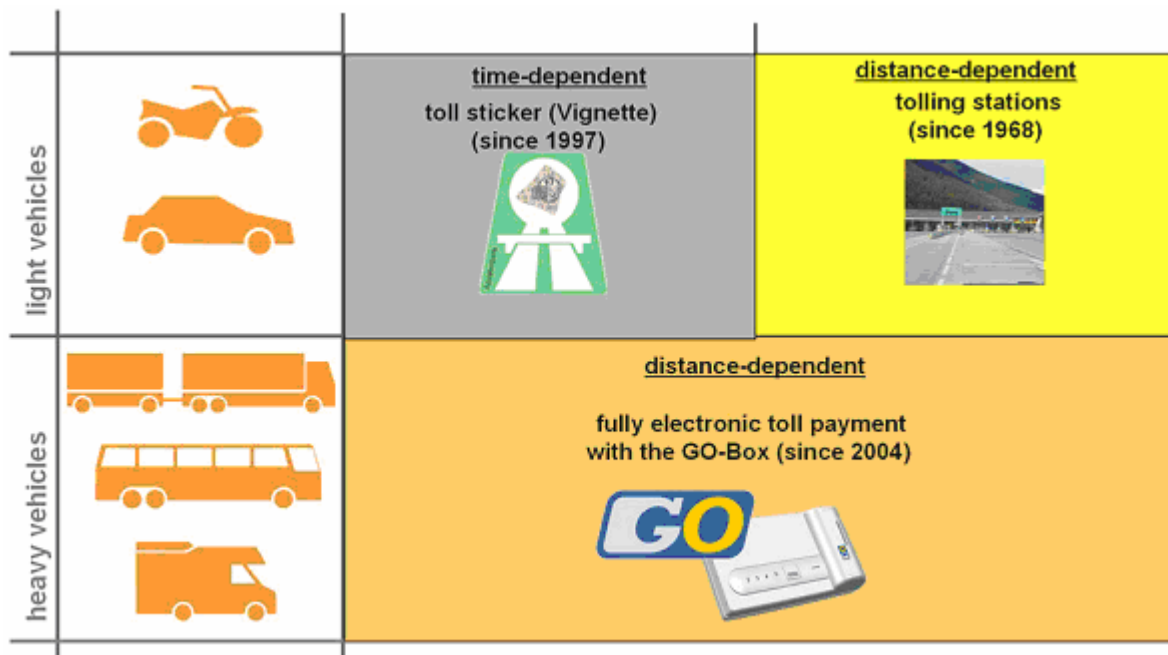 light vehicles
time-dependent
toll sticker (Vignette)
(since 1997)
distance-dependent
tolling stations
(since 1968)
heavy vehicles
distance-dependent
fully electronic toll payment
with the GO-Box (since 2004)
GO